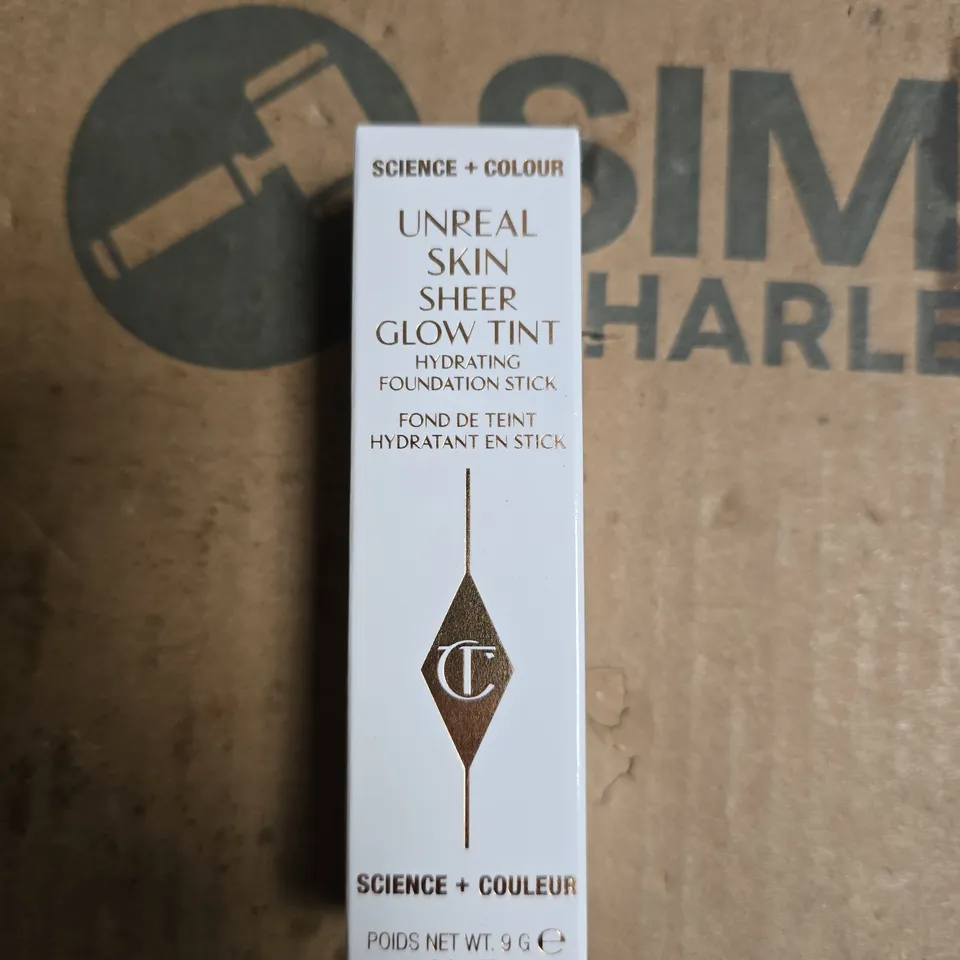 SIM
HARLE
SCIENCE + COLOUR
UNREAL
SKIN
SHEER
GLOW TINT
HYDRATING
FOUNDATION STICK
FOND DE TEINT
HYDRATANT EN STICK
CT
SCIENCE + COULEUR
POIDS NET WT. 9 G ℮